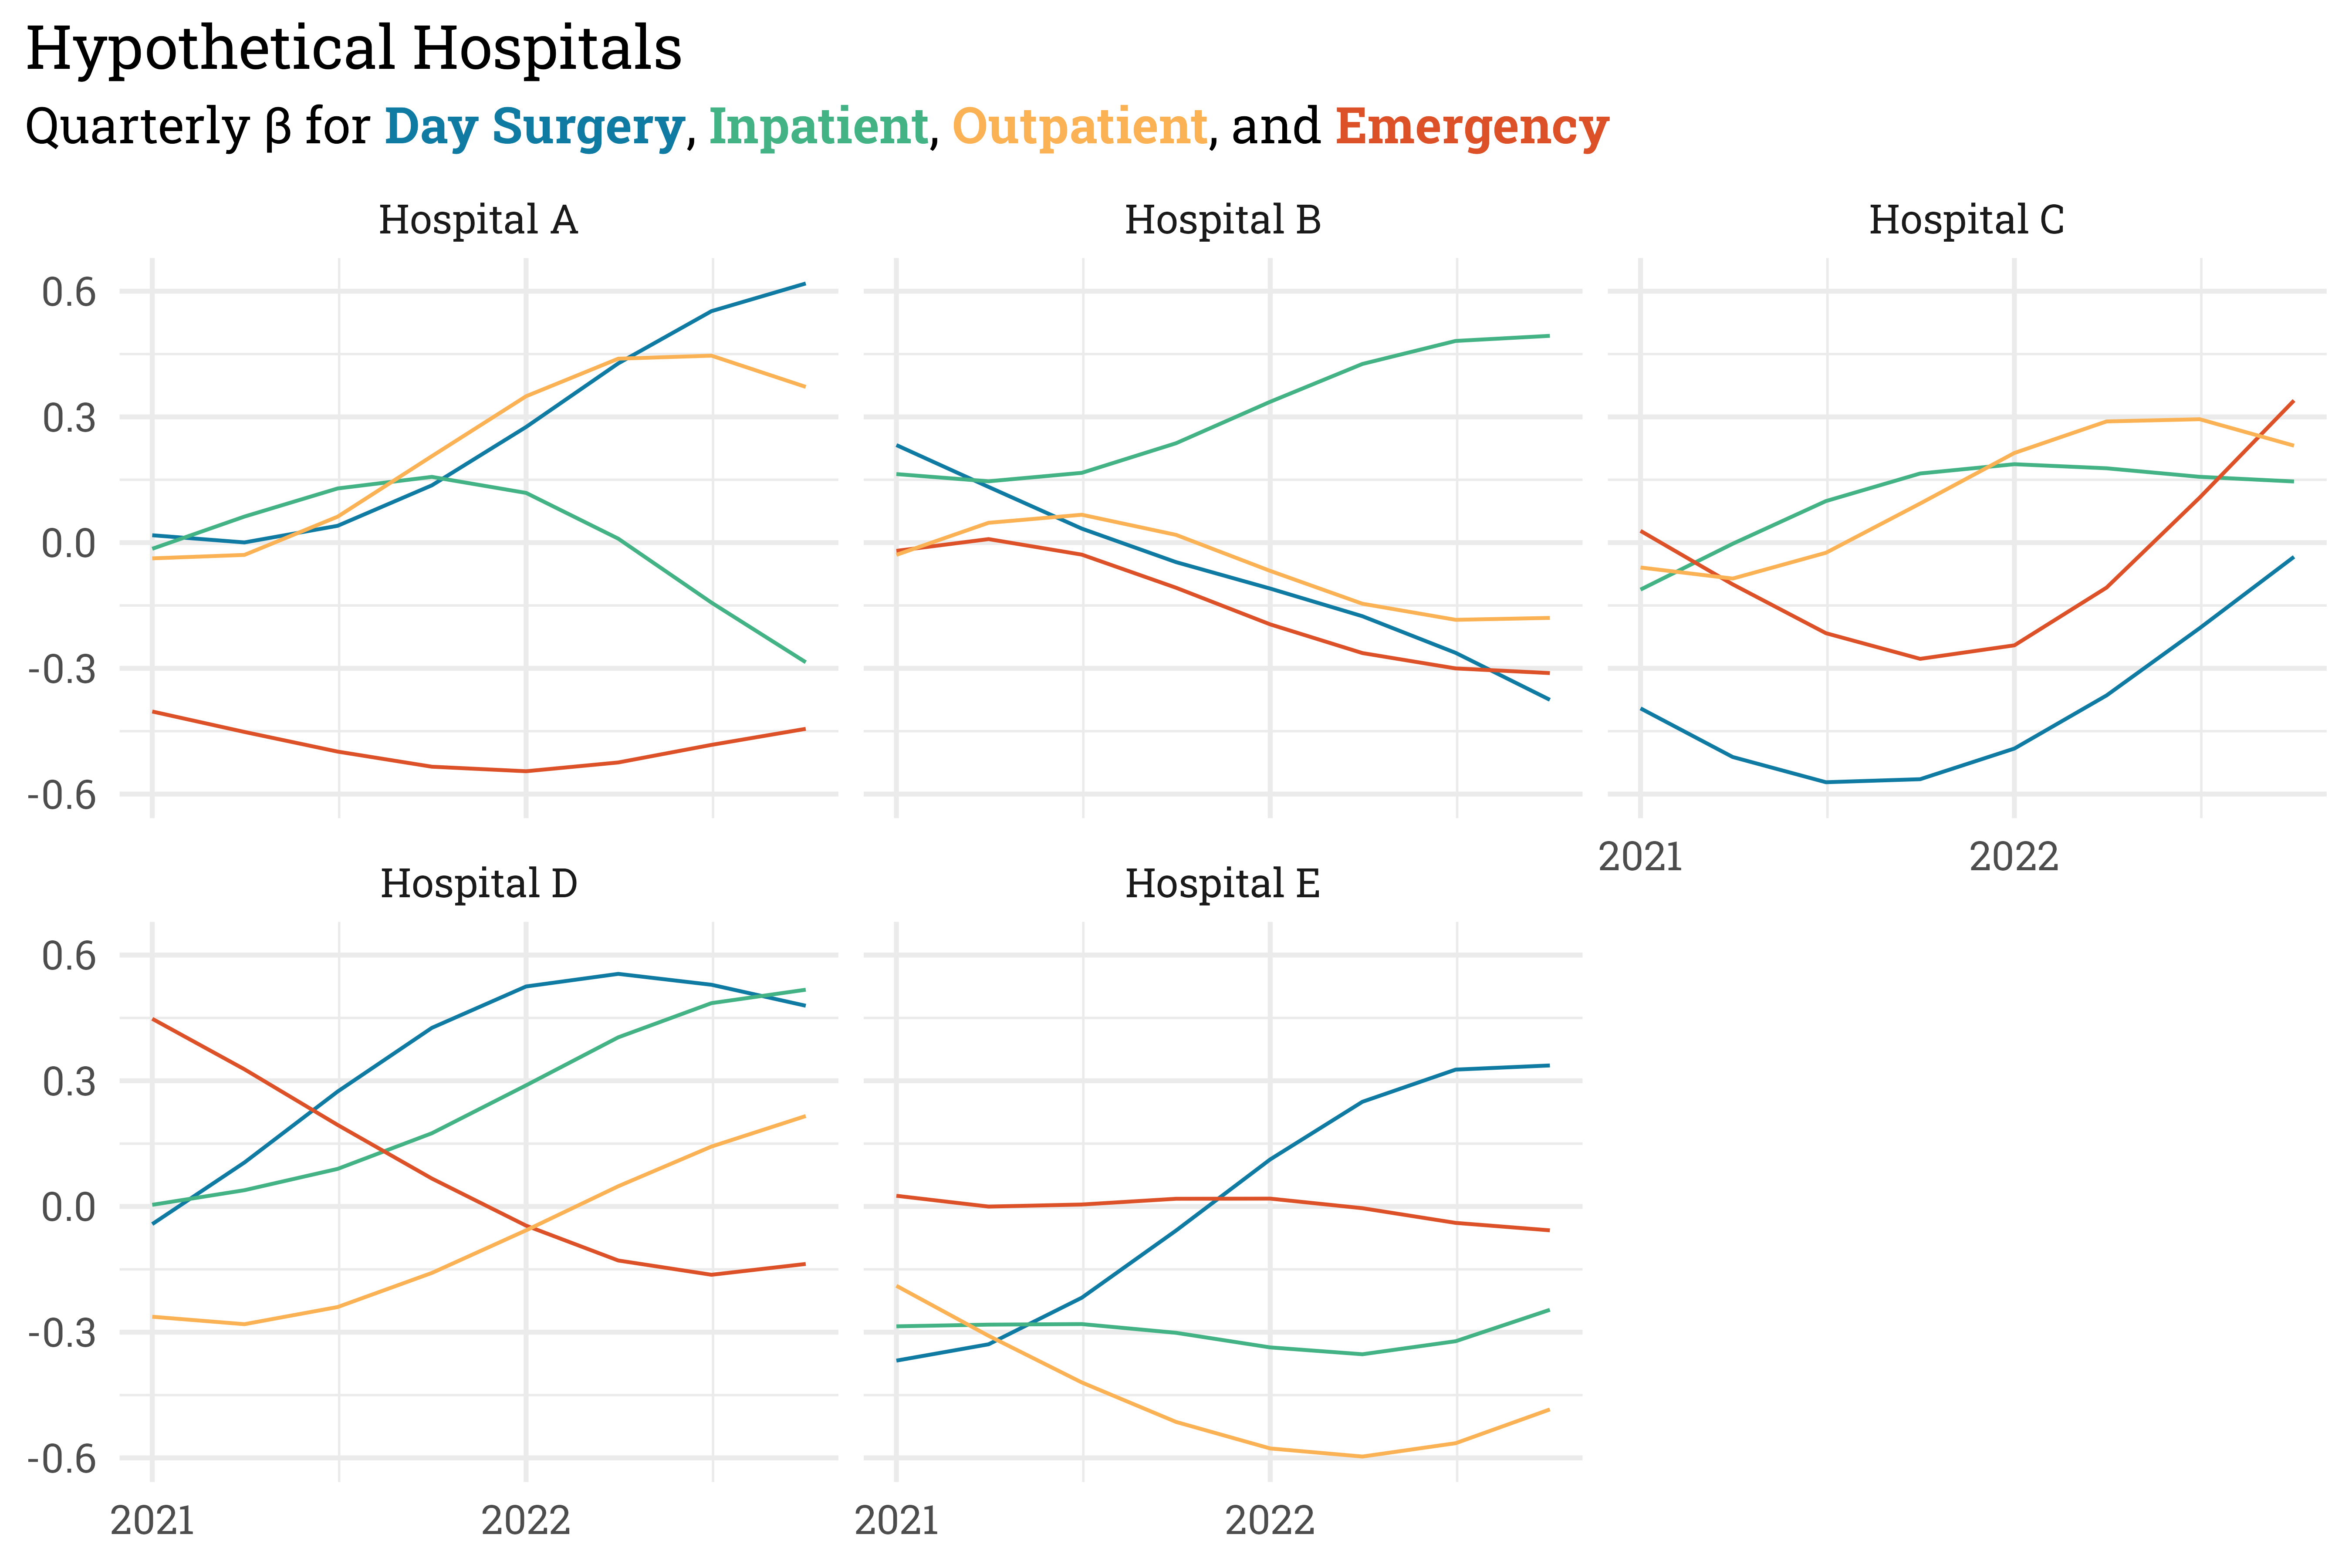 Hypothetical Hospitals
Quarterly β for Day Surgery, Inpatient, Outpatient, and Emergency
Hospital A
Hospital B
Hospital C
0.6
0.3
0.0
-0.3
-0.6
2021
2022
Hospital D
Hospital E
0.6
0.3
0.0
-0.3
-0.6
2021
2022
2021
2022